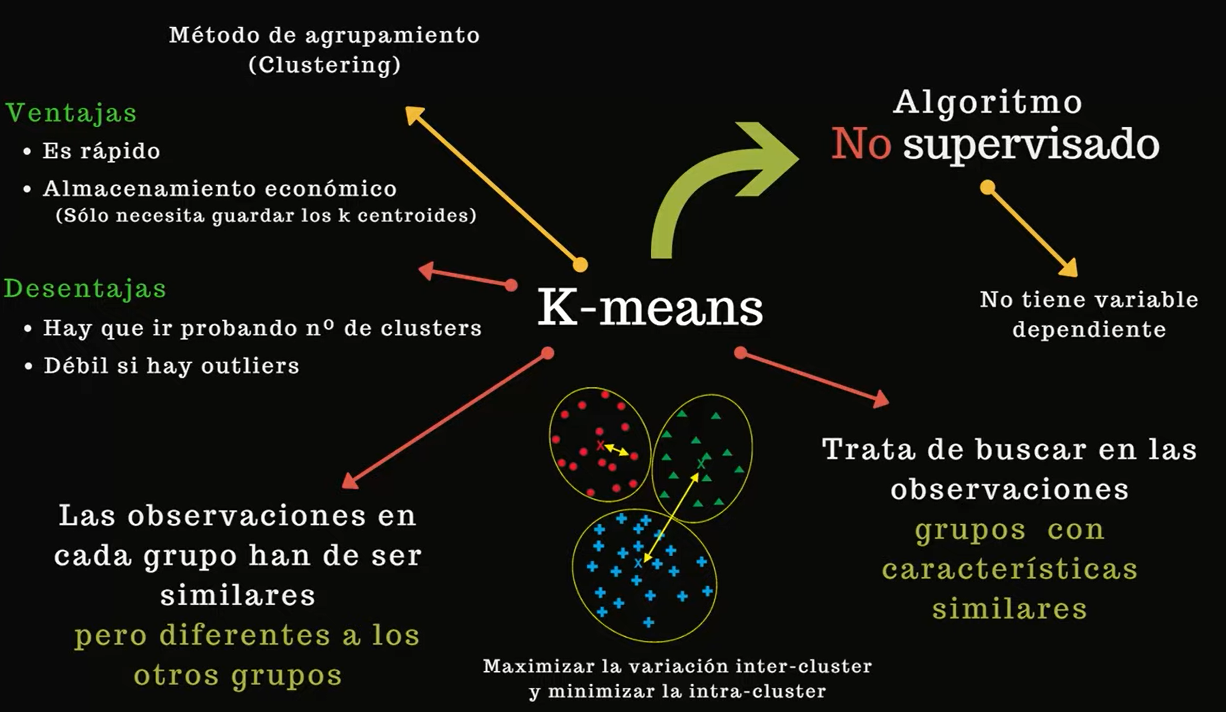 Método de agrupamiento
(Clustering)
Ventajas
• Es rápido
• Almacenamiento económico
(Sólo necesita guardar los k centroides)
Desentajas
• Hay que ir probando nº de clusters
• Débil si hay outliers
Algoritmo
No supervisado
No tiene variable
dependiente
K-means
Las observaciones en
cada grupo han de ser
similares
pero diferentes a los
otros grupos
X
X
X
Maximizar la variación inter-cluster
y minimizar la intra-cluster
Trata de buscar en las
observaciones
grupos con
características
similares